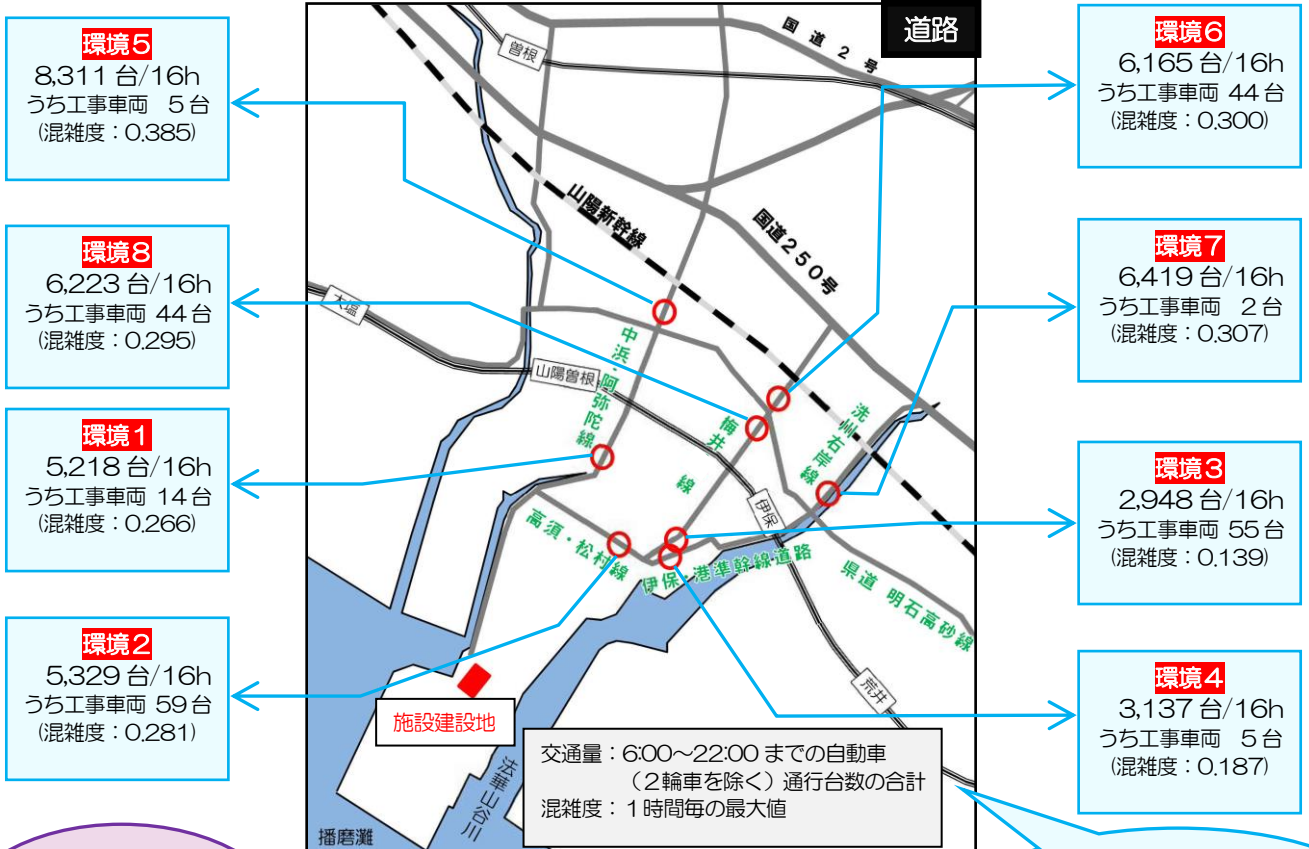 道路
環境5
8,311 台/16h
うち工事車両 5台
(混雑度：0.385)
環境8
6,223 台/16h
うち工事車両 44台
(混雑度：0.295)
環境1
5,218 台/16h
うち工事車両 14台
(混雑度：0.266)
環境2
5,329 台/16h
うち工事車両 59台
(混雑度：0.281)
国道2号
曽根
山陽新幹線
国道250号
大塩
山陽曽根
中浜・阿弥陀線
梅井線
洗川右岸線
伊保
高須・松村線
伊保・港準幹線道路
県道 明石高砂線
荒井
施設建設地
法華山谷川
播磨灘
交通量：6:00～22:00 までの自動車
（2輪車を除く）通行台数の合計
混雑度：1時間毎の最大値
環境6
6,165 台/16h
うち工事車両 44台
(混雑度：0.300)
環境7
6,419 台/16h
うち工事車両 2台
(混雑度：0.307)
環境3
2,948 台/16h
うち工事車両 55台
(混雑度：0.139)
環境4
3,137 台/16h
うち工事車両 5台
(混雑度：0.187)